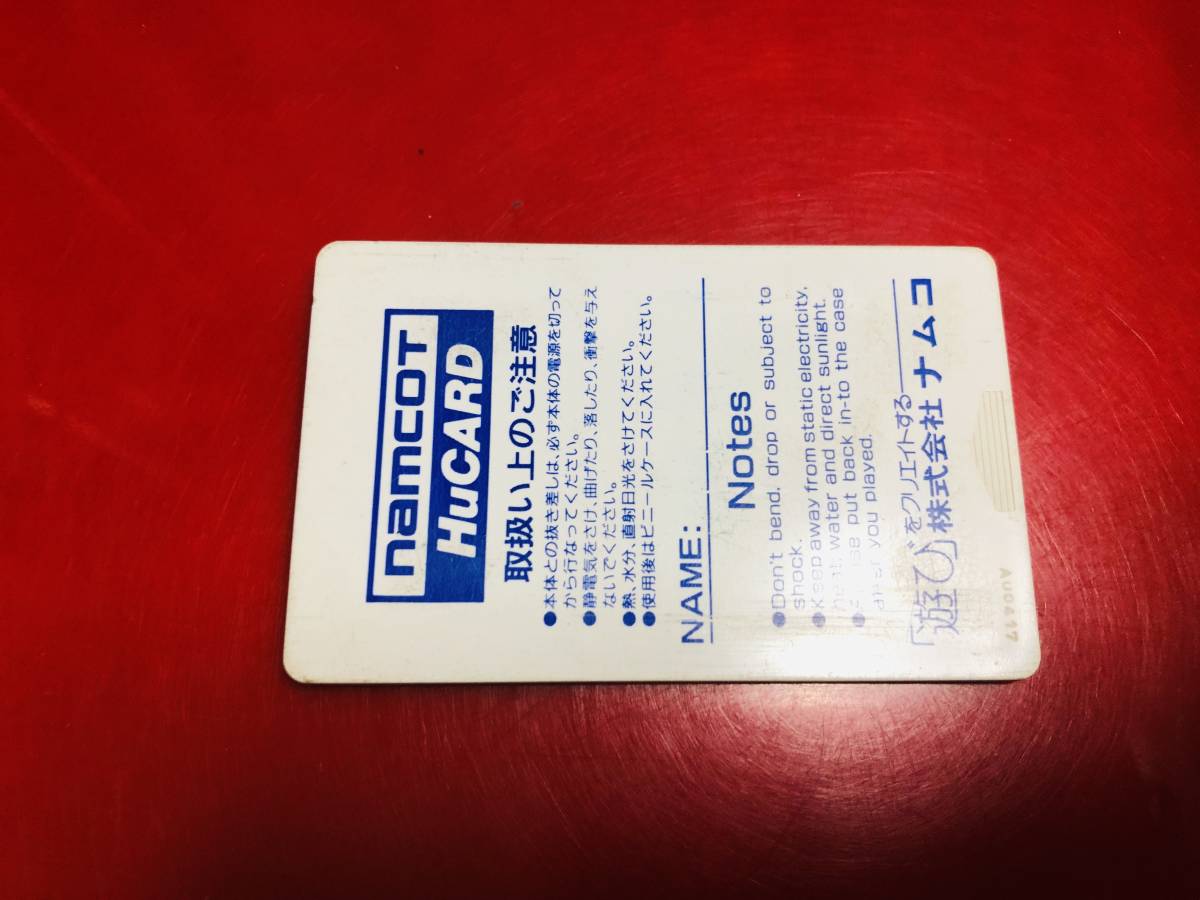 namcot
HuCARD
取扱い上のご注意
●本体との抜き差しは、必ず本体の電源を切って
から行なってください。
●静電気をさけ、曲げたり、落したり、衝撃を与え
ないでください。
●熱、水分、直射日光をさけてください。
●使用後はビニールケースに入れてください。
NAME:
Notes
●Don't bend, drop or subject to
shock.
●Keep away from static electricity,
heat, water and direct sunlight.
● put back in-to the case
after you played.
「遊び」をクリエイトする
株式会社ナムコ